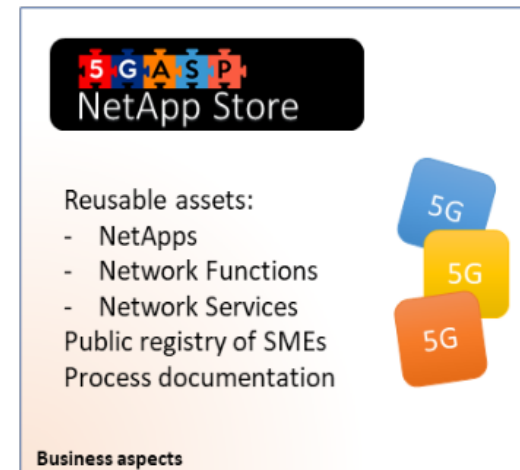 5GASP
NetApp Store
Reusable assets:
- NetApps
- Network Functions
- Network Services
Public registry of SMEs
Process documentation
5G
5G
5G
Business aspects